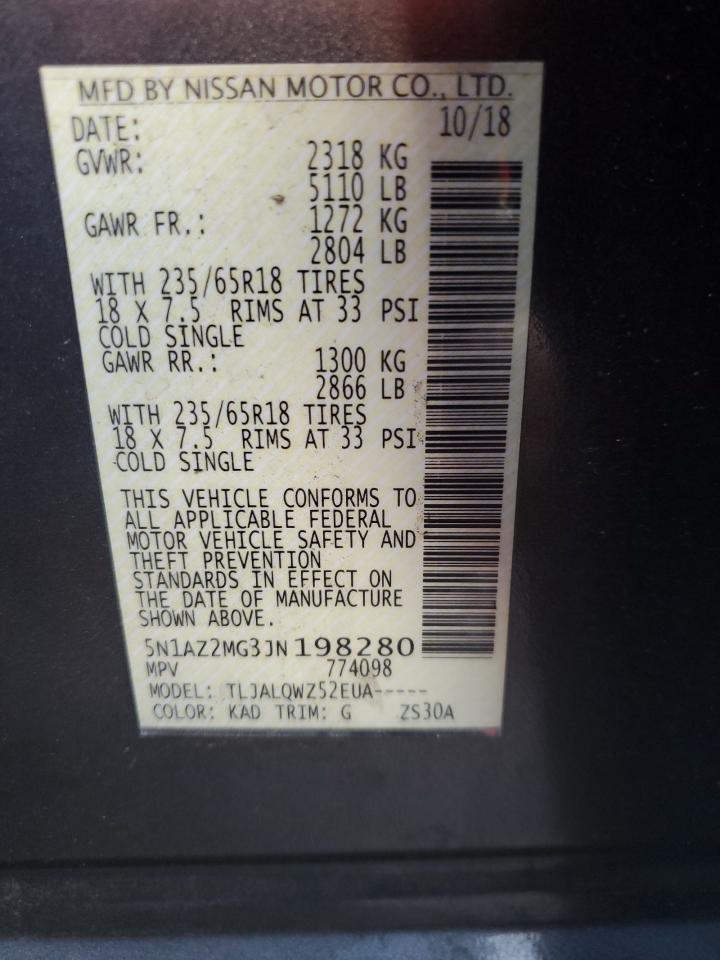 MFD BY NISSAN MOTOR CO., LTD.
DATE: 10/18
GVWR: 2318 KG
5110 LB
GAWR FR.: 1272 KG
2804 LB
WITH 235/65R18 TIRES
18 X 7.5 RIMS AT 33 PSI
COLD SINGLE
GAWR RR.: 1300 KG
2866 LB
WITH 235/65R18 TIRES
18 X 7.5 RIMS AT 33 PSI
COLD SINGLE
THIS VEHICLE CONFORMS TO
ALL APPLICABLE FEDERAL
MOTOR VEHICLE SAFETY AND
THEFT PREVENTION
STANDARDS IN EFFECT ON
THE DATE OF MANUFACTURE
SHOWN ABOVE.
5N1AZ2MG3JN198280
MPV 774098
MODEL: TLJALQWZ52EUA-----
COLOR: KAD TRIM: G ZS30A